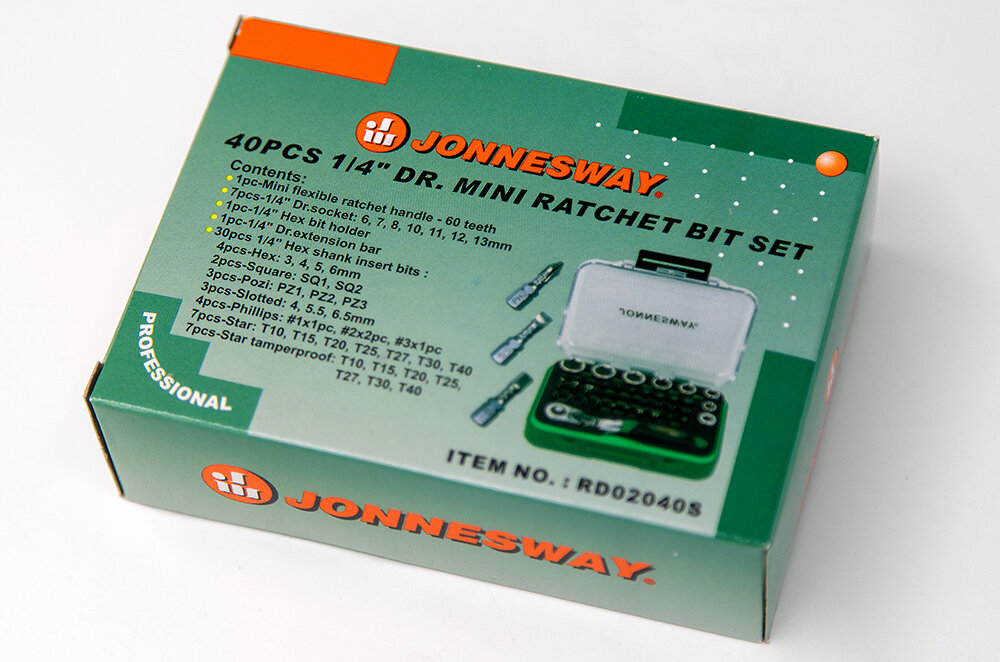 JONNESWAY®
40PCS 1/4" DR. MINI RATCHET BIT SET
Contents:
1pc-Mini flexible ratchet handle - 60 teeth
7pcs-1/4" Dr.socket: 6, 7, 8, 10, 11, 12, 13mm
1pc-1/4" Hex bit holder
1pc-1/4" Dr.extension bar
30pcs 1/4" Hex shank insert bits :
4pcs-Hex: 3, 4, 5, 6mm
2pcs-Square: SQ1, SQ2
3pcs-Pozi: PZ1, PZ2, PZ3
3pcs-Slotted: 4, 5.5, 6.5mm
4pcs-Phillips: #1x1pc, #2x2pc, #3x1pc
7pcs-Star: T10, T15, T20, T25, T27, T30, T40
7pcs-Star tamperproof: T10, T15, T20, T25,
T27, T30, T40
PROFESSIONAL
JONNESWAY
ITEM NO. : RD02040S
JONNESWAY®